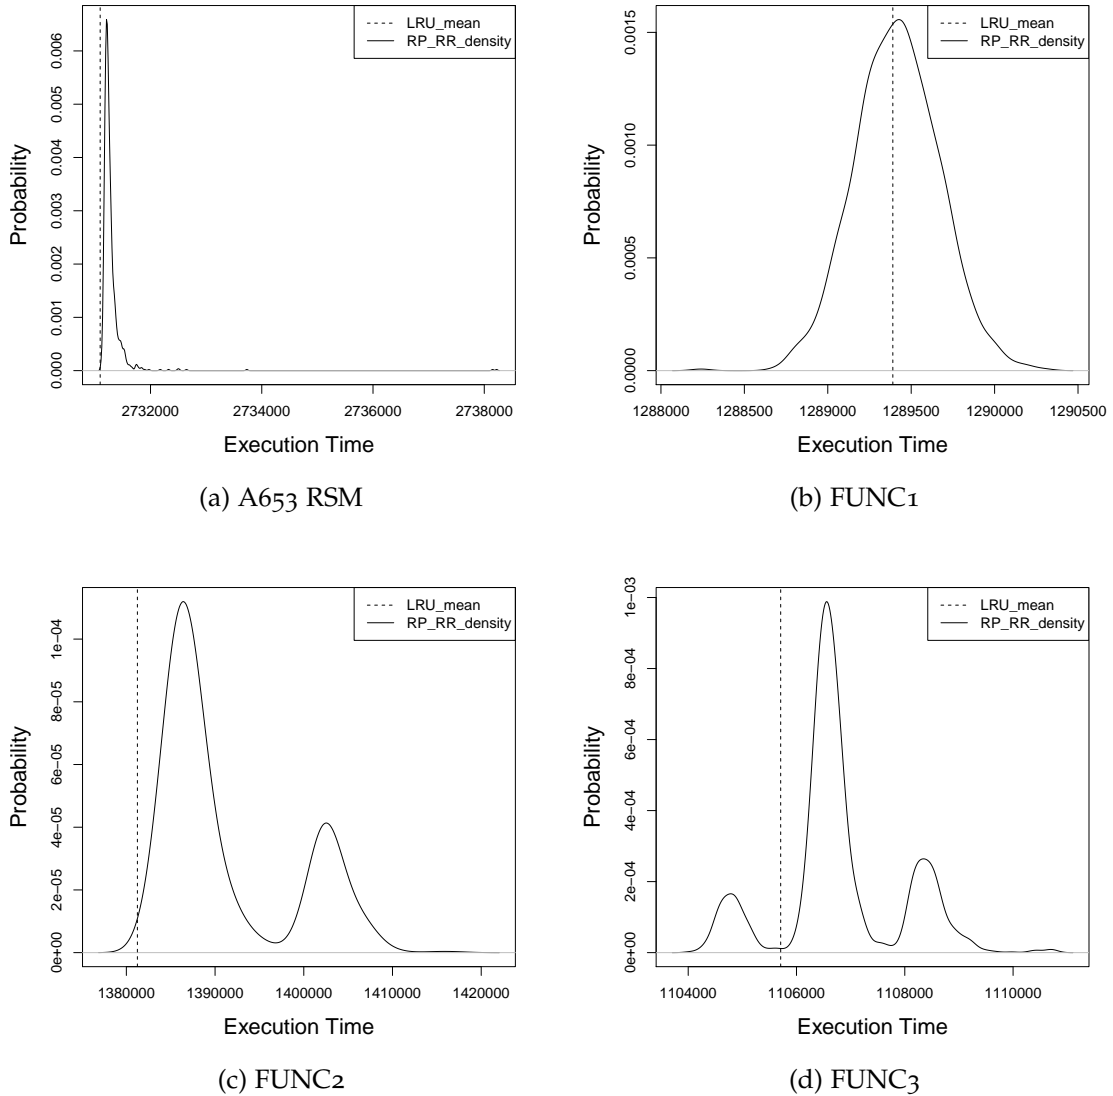 LRU_mean
RP_RR_density
Probability
0.000 0.001 0.002 0.003 0.004 0.005 0.006
2732000 2734000 2736000 2738000
Execution Time
(a) A653 RSM
LRU_mean
RP_RR_density
Probability
0.0000 0.0005 0.0010 0.0015
1288000 1288500 1289000 1289500 1290000 1290500
Execution Time
(b) FUNC1
LRU_mean
RP_RR_density
Probability
0e+00 2e-05 4e-05 6e-05 8e-05 1e-04
1380000 1390000 1400000 1410000 1420000
Execution Time
(c) FUNC2
LRU_mean
RP_RR_density
Probability
0e+00 2e-04 4e-04 6e-04 8e-04 1e-03
1104000 1106000 1108000 1110000
Execution Time
(d) FUNC3